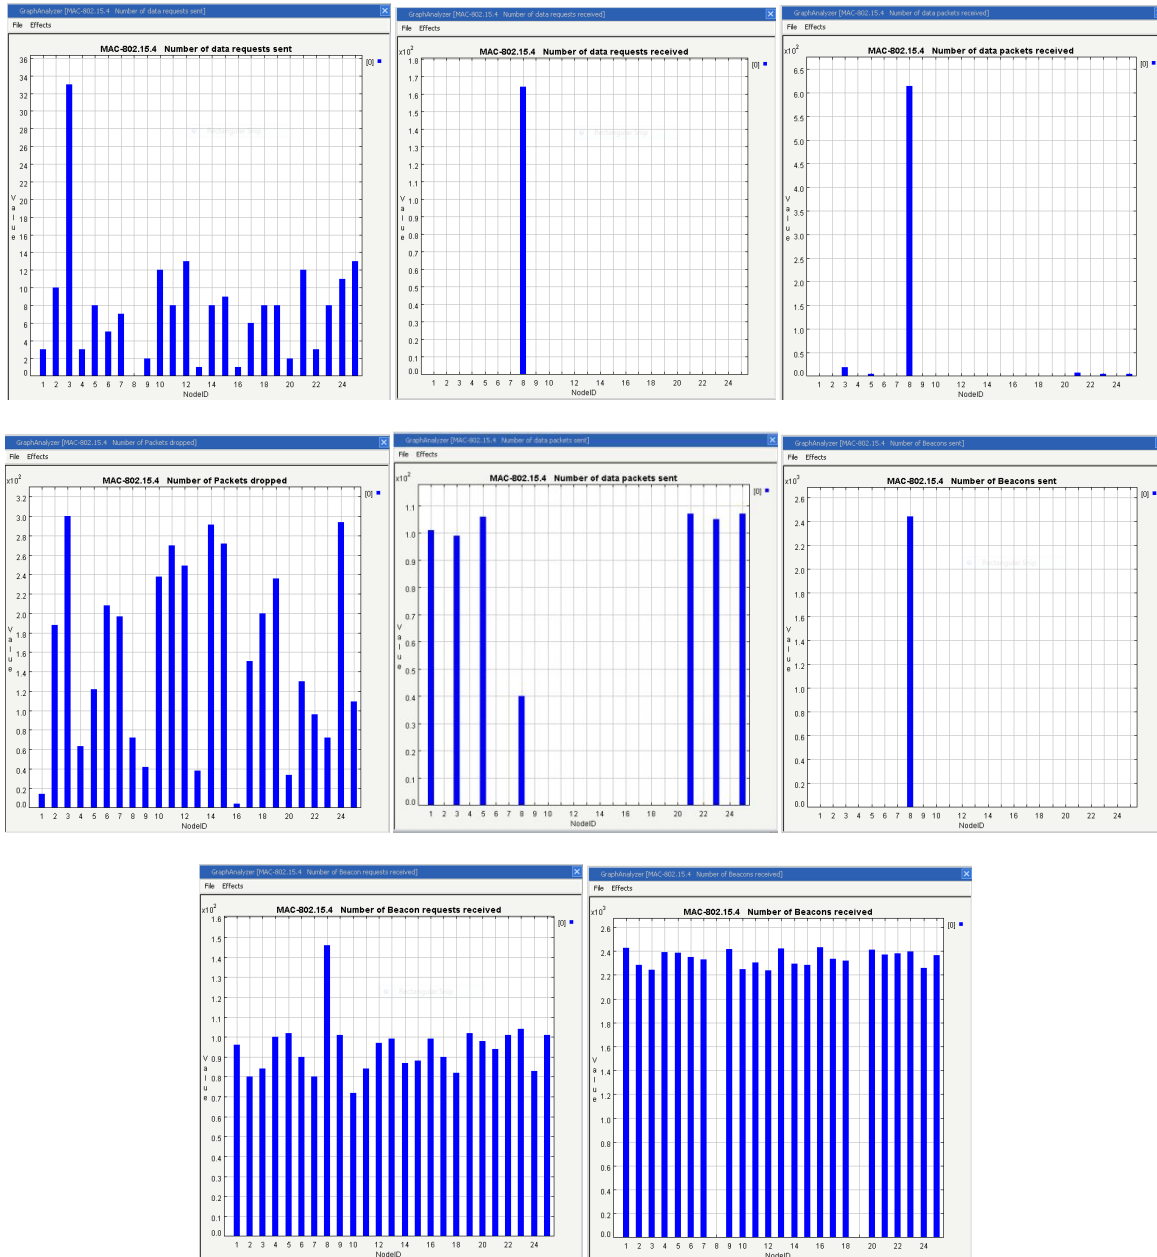 GraphAnalyzer [MAC-802.15.4 Number of data requests sent]
File Effects
MAC-802.15.4 Number of data requests sent
[0]
36
34
32
30
28
26
24
22
20
18
16
14
12
10
8
6
4
2
0
Value
1 2 3 4 5 6 7 8 9 10 12 14 16 18 20 22 24
NodeID
GraphAnalyzer [MAC-802.15.4 Number of data requests received]
File Effects
x10²
MAC-802.15.4 Number of data requests received
[0]
1.8
1.7
1.6
1.5
1.4
1.3
1.2
1.1
1.0
0.9
0.8
0.7
0.6
0.5
0.4
0.3
0.2
0.1
0.0
Value
1 2 3 4 5 6 7 8 9 10 12 14 16 18 20 22 24
NodeID
GraphAnalyzer [MAC-802.15.4 Number of data packets received]
File Effects
x10²
MAC-802.15.4 Number of data packets received
[0]
6.5
6.0
5.5
5.0
4.5
4.0
3.5
3.0
2.5
2.0
1.5
1.0
0.5
0.0
Value
1 2 3 4 5 6 7 8 9 10 12 14 16 18 20 22 24
NodeID
GraphAnalyzer [MAC-802.15.4 Number of Packets dropped]
File Effects
x10²
MAC-802.15.4 Number of Packets dropped
[0]
3.2
3.0
2.8
2.6
2.4
2.2
2.0
1.8
1.6
1.4
1.2
1.0
0.8
0.6
0.4
0.2
0.0
Value
1 2 3 4 5 6 7 8 9 10 12 14 16 18 20 22 24
NodeID
GraphAnalyzer [MAC-802.15.4 Number of data packets sent]
File Effects
x10²
MAC-802.15.4 Number of data packets sent
[0]
1.1
1.0
0.9
0.8
0.7
0.6
0.5
0.4
0.3
0.2
0.1
0.0
Value
1 2 3 4 5 6 7 8 9 10 12 14 16 18 20 22 24
NodeID
GraphAnalyzer [MAC-802.15.4 Number of Beacons sent]
File Effects
x10³
MAC-802.15.4 Number of Beacons sent
[0]
2.6
2.4
2.2
2.0
1.8
1.6
1.4
1.2
1.0
0.8
0.6
0.4
0.2
0.0
Value
1 2 3 4 5 6 7 8 9 10 12 14 16 18 20 22 24
NodeID
GraphAnalyzer [MAC-802.15.4 Number of Beacon requests received]
File Effects
x10²
MAC-802.15.4 Number of Beacon requests received
[0]
1.6
1.5
1.4
1.3
1.2
1.1
1.0
0.9
0.8
0.7
0.6
0.5
0.4
0.3
0.2
0.1
0.0
Value
1 2 3 4 5 6 7 8 9 10 12 14 16 18 20 22 24
NodeID
GraphAnalyzer [MAC-802.15.4 Number of Beacons received]
File Effects
x10³
MAC-802.15.4 Number of Beacons received
[0]
2.6
2.4
2.2
2.0
1.8
1.6
1.4
1.2
1.0
0.8
0.6
0.4
0.2
0.0
Value
1 2 3 4 5 6 7 8 9 10 12 14 16 18 20 22 24
NodeID